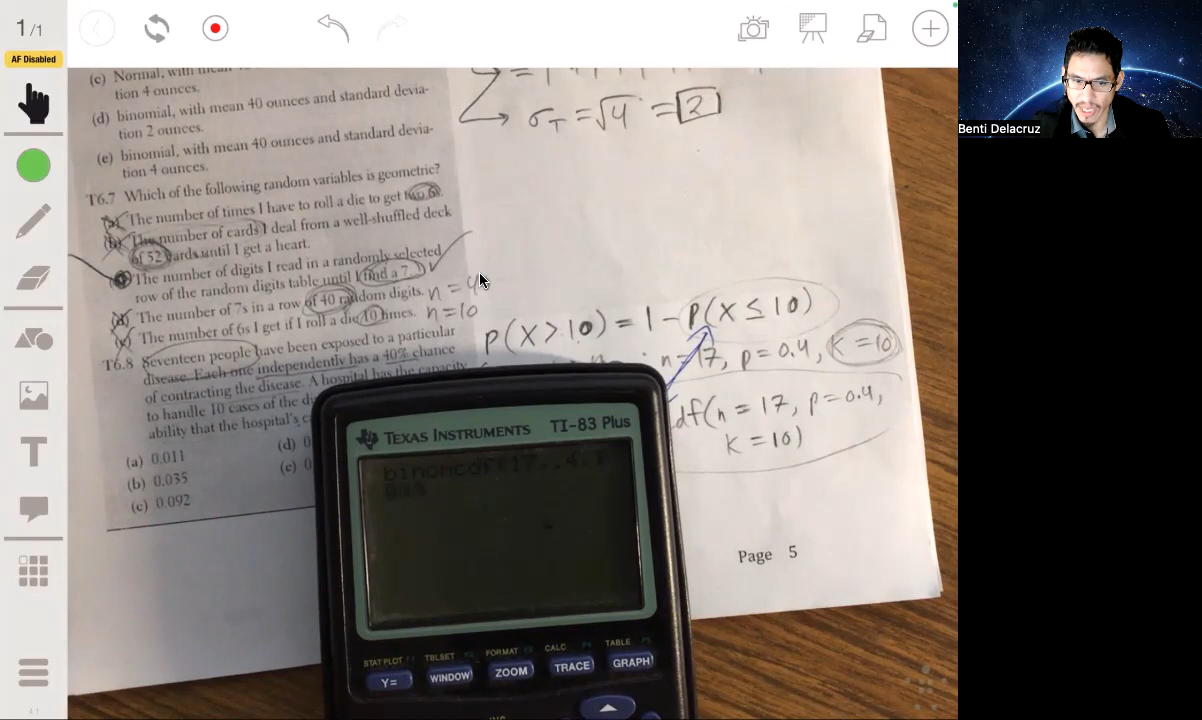 1/1
AF Disabled
Benti Delacruz
tion 4 ounces.
(d) binomial, with mean 40 ounces and standard devia-
tion 2 ounces.
(e) binomial, with mean 40 ounces and standard devia-
tion 4 ounces.
T6.7 Which of the following random variables is geometric?
The number of times I have to roll a die to get two 6s.
(b) The number of cards I deal from a well-shuffled deck
of 52 cards until I get a heart.
The number of digits I read in a randomly selected
row of the random digits table until I find a 7.
(d) The number of 7s in a row of 40 random digits.
The number of 6s I get if I roll a die 10 times.
T6.8 Seventeen people have been exposed to a particular
disease. Each one independently has a 40% chance
of contracting the disease. A hospital has the capacity
to handle 10 cases of the
ability that the hospital's
(a) 0.011
(b) 0.035
(c) 0.092
(d)
(e)
σT = √4 = 2
n = 4
n = 10
P(X > 10) = 1 - P(X ≤ 10)
n = 17, p = 0.4, K = 10
df(n = 17, p = 0.4,
K = 10)
Page 5
TEXAS INSTRUMENTS TI-83 Plus
binomcdf(17,.4,1
STAT PLOT TBLSET FORMAT CALC TABLE
Y= WINDOW ZOOM TRACE GRAPH